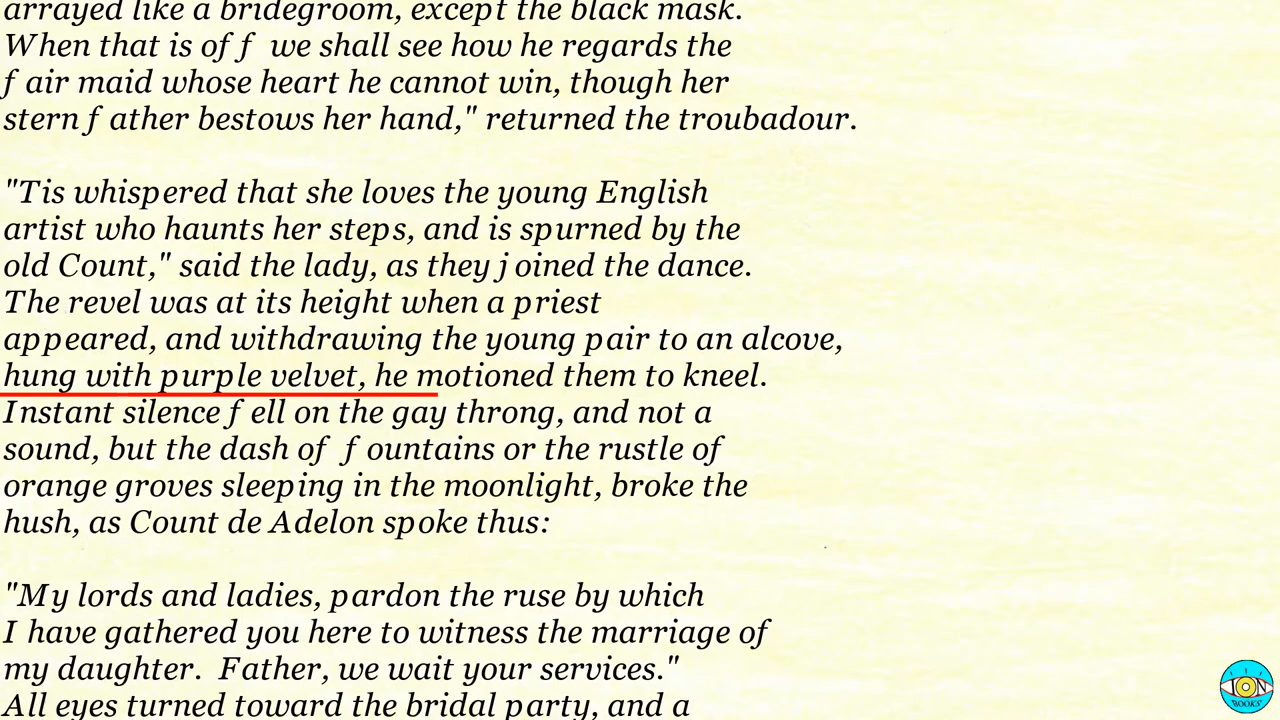 arrayed like a bridegroom, except the black mask.
When that is off we shall see how he regards the
fair maid whose heart he cannot win, though her
stern father bestows her hand," returned the troubadour.
"Tis whispered that she loves the young English
artist who haunts her steps, and is spurned by the
old Count," said the lady, as they joined the dance.
The revel was at its height when a priest
appeared, and withdrawing the young pair to an alcove,
hung with purple velvet, he motioned them to kneel.
Instant silence fell on the gay throng, and not a
sound, but the dash of fountains or the rustle of
orange groves sleeping in the moonlight, broke the
hush, as Count de Adelon spoke thus:
"My lords and ladies, pardon the ruse by which
I have gathered you here to witness the marriage of
my daughter. Father, we wait your services."
All eyes turned toward the bridal party, and a
ION
BOOKS